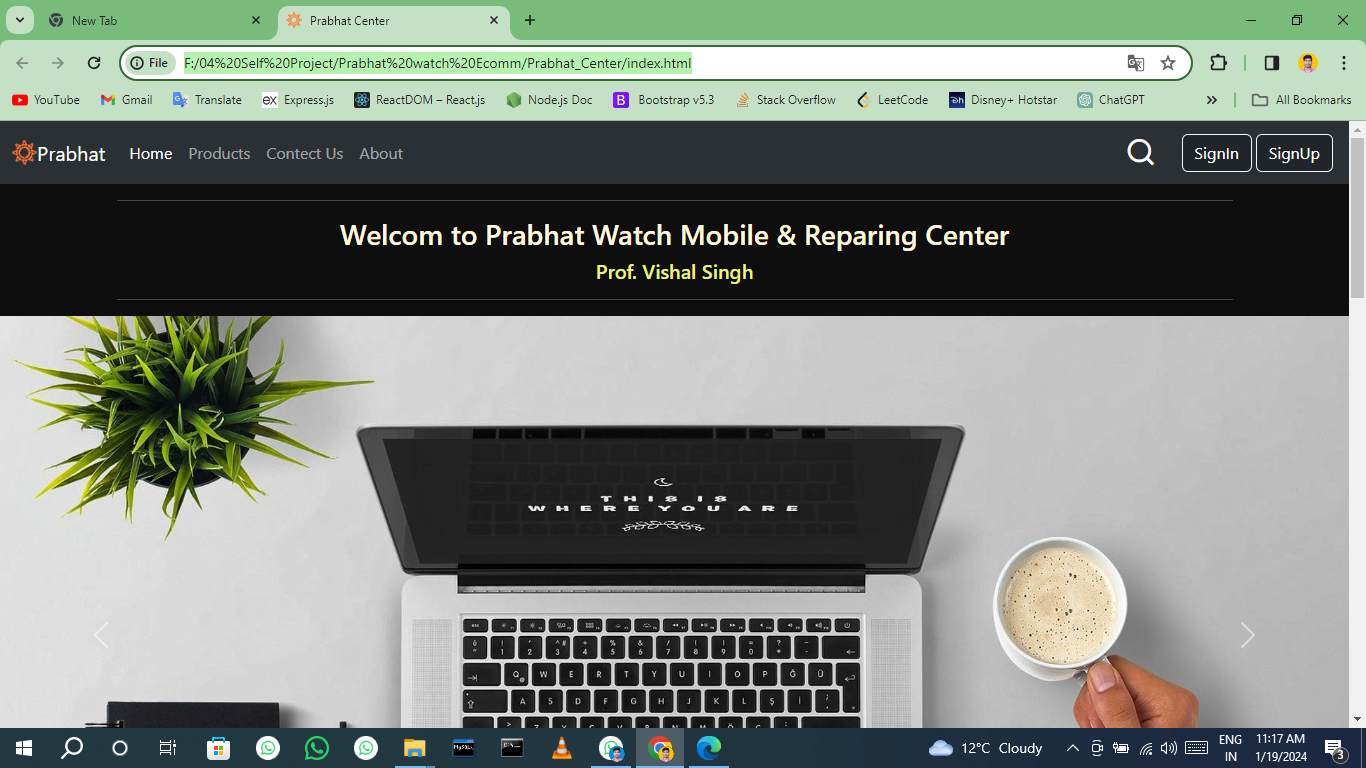 New Tab
Prabhat Center
File
F:/04%20Self%20Project/Prabhat%20watch%20Ecomm/Prabhat_Center/index.html
YouTube
Gmail
Translate
Express.js
ReactDOM – React.js
Node.js Doc
Bootstrap v5.3
Stack Overflow
LeetCode
Disney+ Hotstar
ChatGPT
All Bookmarks
Prabhat
Home
Products
Contect Us
About
SignIn
SignUp
Welcom to Prabhat Watch Mobile & Reparing Center
Prof. Vishal Singh
THIS IS
WHERE YOU ARE
Q W E R T Y U I O P Ğ Ü
A S D F G H J K L Ş İ
12°C Cloudy
ENG
IN
11:17 AM
1/19/2024
3